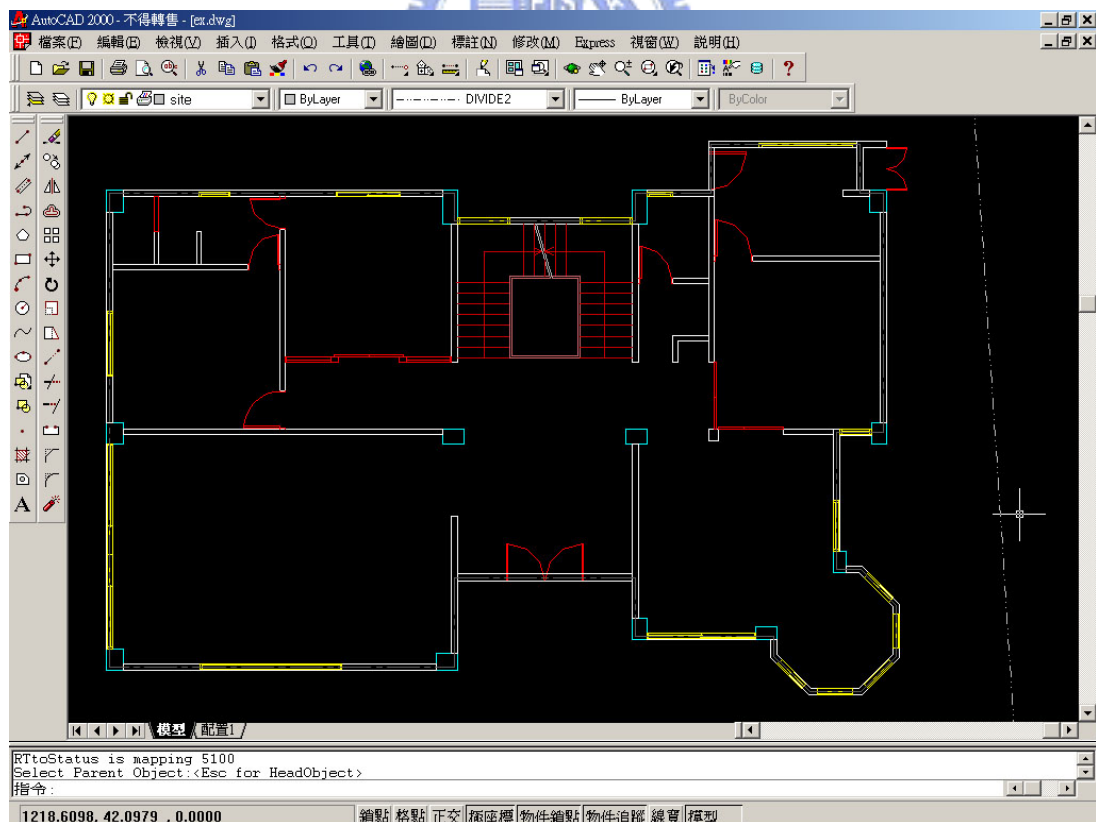 AutoCAD 2000 - 不得轉售 - [ex.dwg]
檔案(F) 編輯(E) 檢視(V) 插入(I) 格式(O) 工具(T) 繪圖(D) 標註(N) 修改(M) Express 視窗(W) 說明(H)
site ByLayer DIVIDE2 ByLayer ByColor
A
模型 配置1
RTtoStatus is mapping 5100
Select Parent Object:<Esc for HeadObject>
指令:
1218.6098, 42.0979 , 0.0000 鎖點 格點 正交 極座標 物件鎖點 物件追蹤 線寬 模型